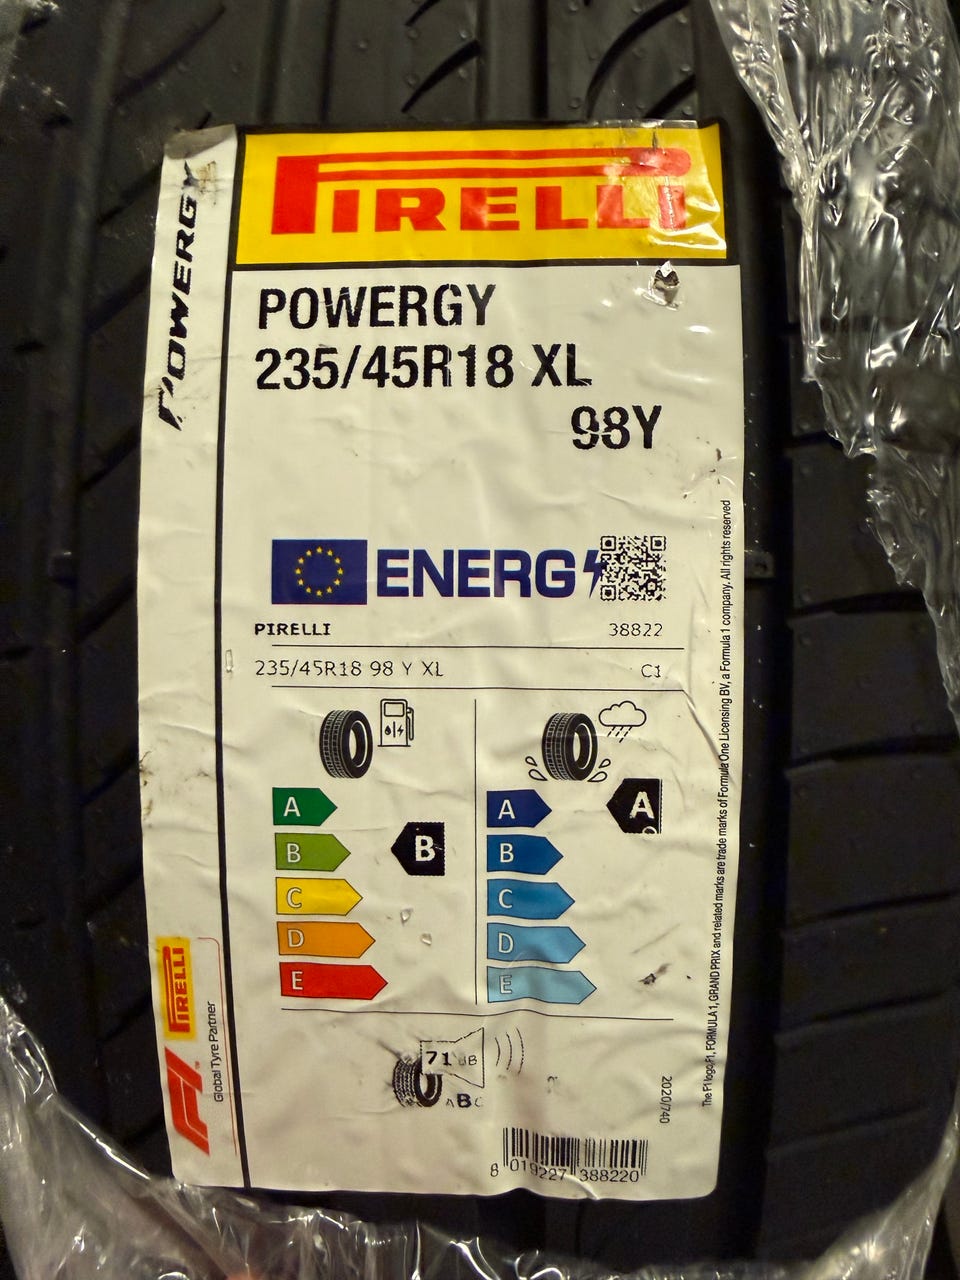 POWERGY
PIRELLI
POWERGY
235/45R18 XL
98Y
ENERG
PIRELLI 38822
235/45R18 98 Y XL C1
A A
B B
C C
D D
E E
B
A
71 dB
ABC
2020/740
8 019227 388220
The F1 logo, F1, FORMULA 1, GRAND PRIX and related marks are trade marks of Formula One Licensing BV, a Formula 1 company. All rights reserved
PIRELLI
F1
Global Tyre Partner